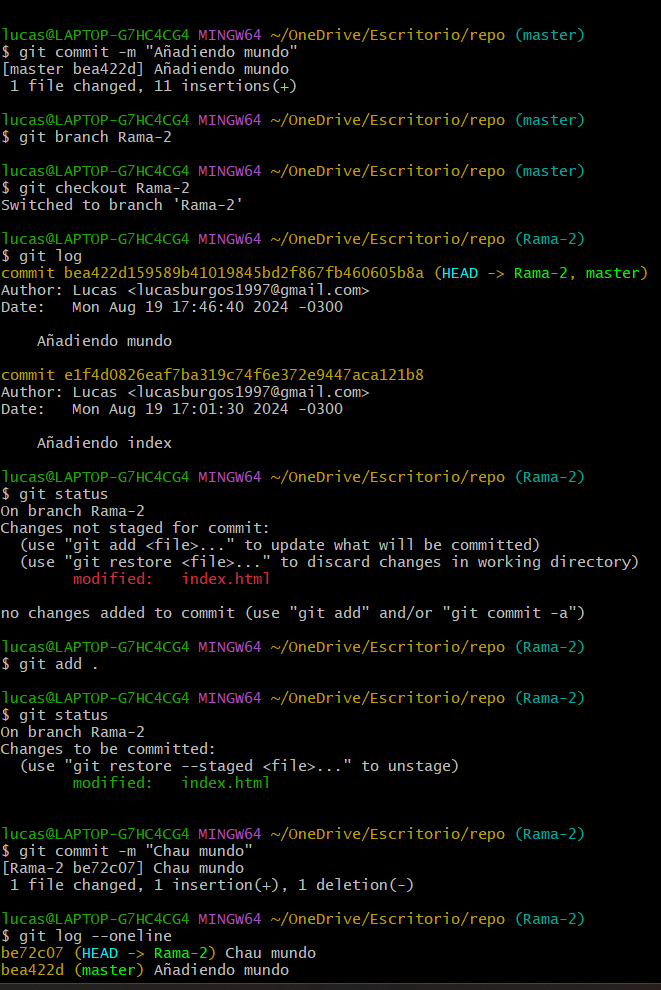 lucas@LAPTOP-G7HC4CG4 MINGW64 ~/OneDrive/Escritorio/repo (master)
$ git commit -m "Añadiendo mundo"
[master bea422d] Añadiendo mundo
 1 file changed, 11 insertions(+)
lucas@LAPTOP-G7HC4CG4 MINGW64 ~/OneDrive/Escritorio/repo (master)
$ git branch Rama-2
lucas@LAPTOP-G7HC4CG4 MINGW64 ~/OneDrive/Escritorio/repo (master)
$ git checkout Rama-2
Switched to branch 'Rama-2'
lucas@LAPTOP-G7HC4CG4 MINGW64 ~/OneDrive/Escritorio/repo (Rama-2)
$ git log
commit bea422d159589b41019845bd2f867fb460605b8a (HEAD -> Rama-2, master)
Author: Lucas <lucasburgos1997@gmail.com>
Date:   Mon Aug 19 17:46:40 2024 -0300
    Añadiendo mundo
commit e1f4d0826eaf7ba319c74f6e372e9447aca121b8
Author: Lucas <lucasburgos1997@gmail.com>
Date:   Mon Aug 19 17:01:30 2024 -0300
    Añadiendo index
lucas@LAPTOP-G7HC4CG4 MINGW64 ~/OneDrive/Escritorio/repo (Rama-2)
$ git status
On branch Rama-2
Changes not staged for commit:
  (use "git add <file>..." to update what will be committed)
  (use "git restore <file>..." to discard changes in working directory)
        modified:   index.html
no changes added to commit (use "git add" and/or "git commit -a")
lucas@LAPTOP-G7HC4CG4 MINGW64 ~/OneDrive/Escritorio/repo (Rama-2)
$ git add .
lucas@LAPTOP-G7HC4CG4 MINGW64 ~/OneDrive/Escritorio/repo (Rama-2)
$ git status
On branch Rama-2
Changes to be committed:
  (use "git restore --staged <file>..." to unstage)
        modified:   index.html
lucas@LAPTOP-G7HC4CG4 MINGW64 ~/OneDrive/Escritorio/repo (Rama-2)
$ git commit -m "Chau mundo"
[Rama-2 be72c07] Chau mundo
 1 file changed, 1 insertion(+), 1 deletion(-)
lucas@LAPTOP-G7HC4CG4 MINGW64 ~/OneDrive/Escritorio/repo (Rama-2)
$ git log --oneline
be72c07 (HEAD -> Rama-2) Chau mundo
bea422d (master) Añadiendo mundo